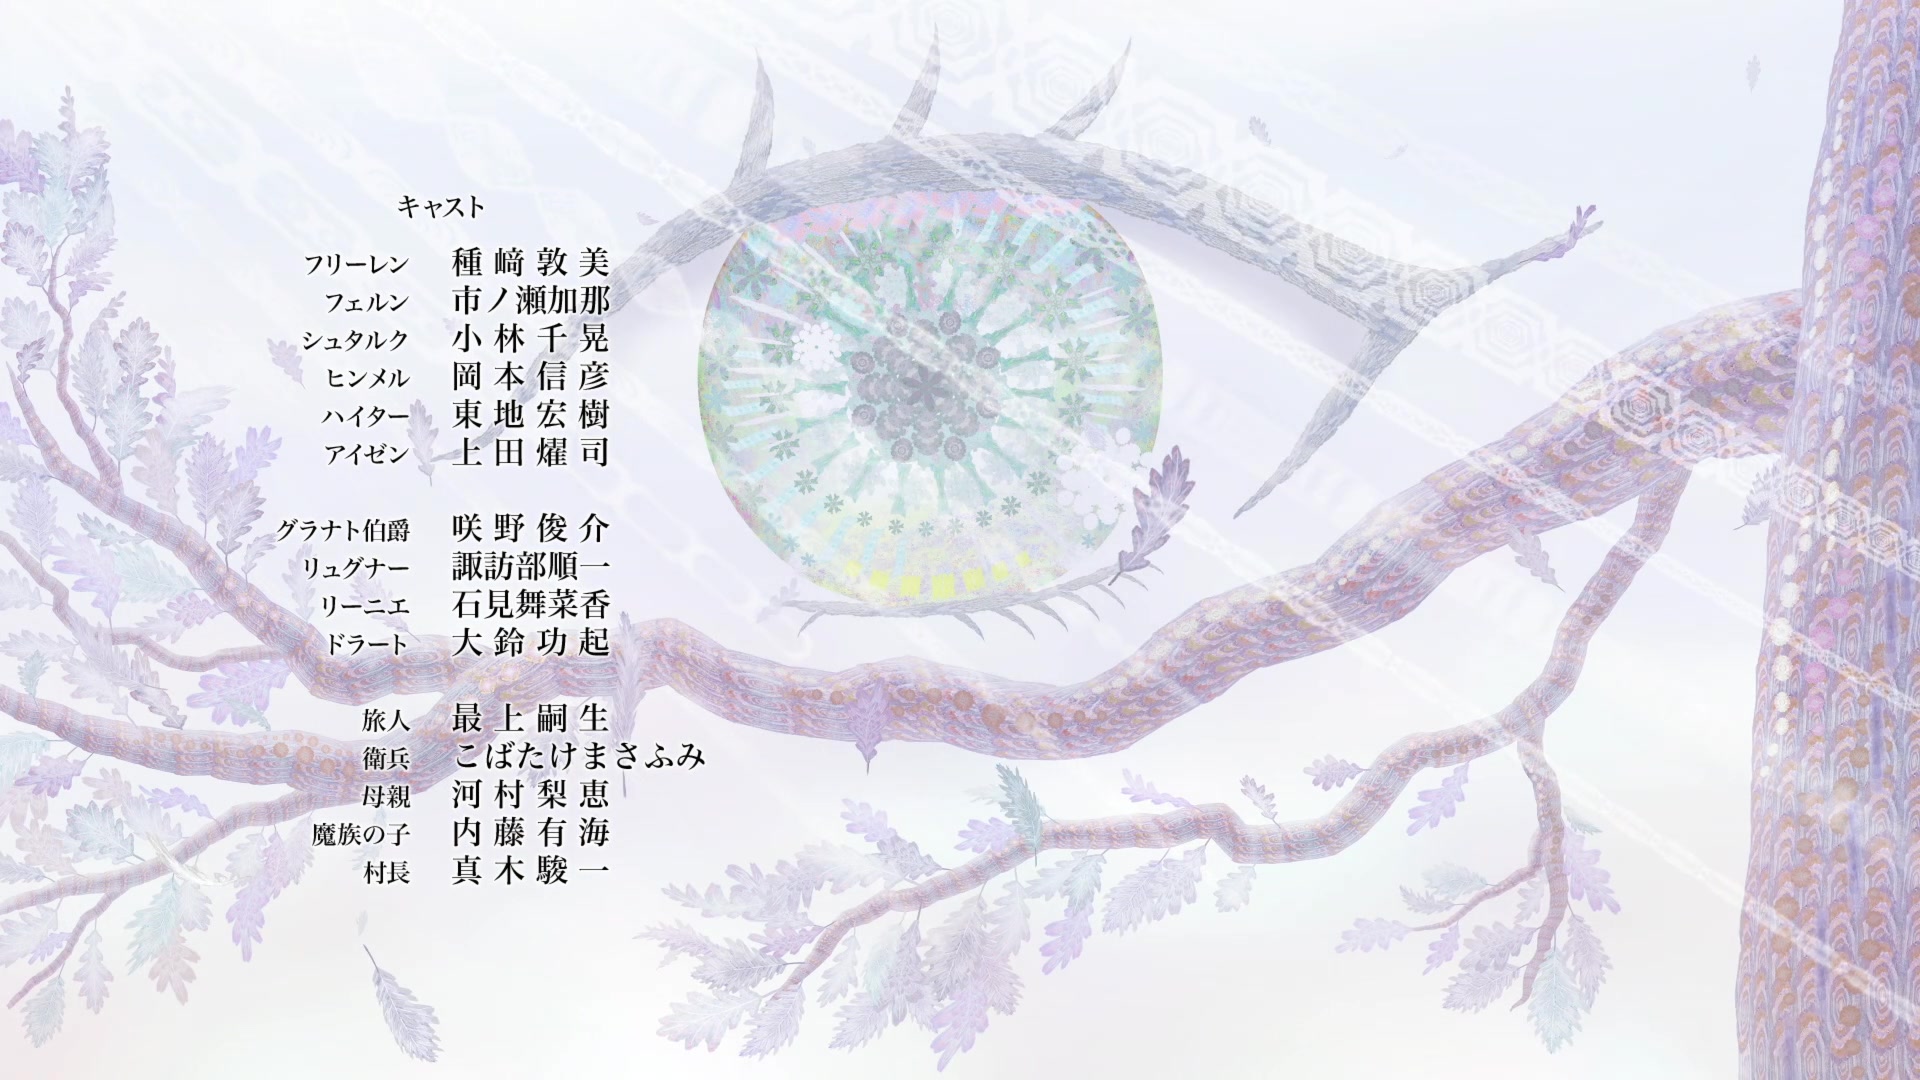 キャスト
フリーレン 種﨑敦美
フェルン 市ノ瀬加那
シュタルク 小林千晃
ヒンメル 岡本信彦
ハイター 東地宏樹
アイゼン 上田燿司
グラナト伯爵 咲野俊介
リュグナー 諏訪部順一
リーニエ 石見舞菜香
ドラート 大鈴功起
旅人 最上嗣生
衛兵 こばたけまさふみ
母親 河村梨恵
魔族の子 内藤有海
村長 真木駿一